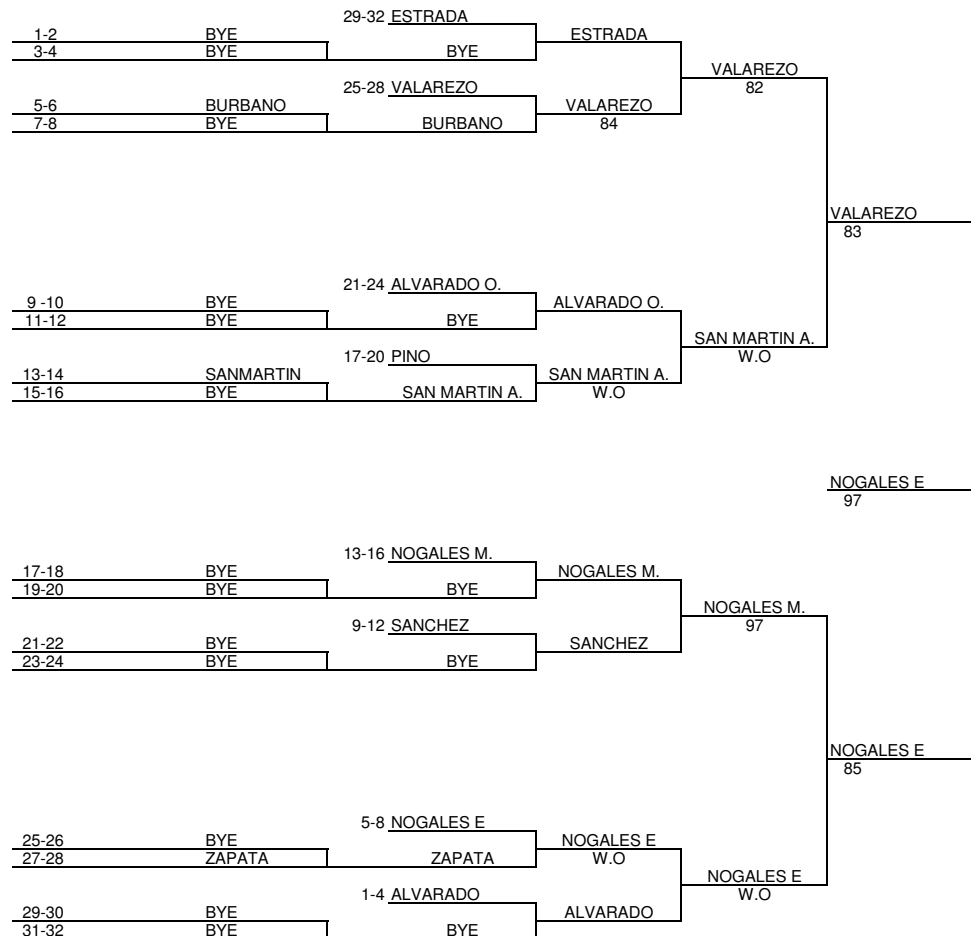 29-32 ESTRADA
1-2 BYE ESTRADA
3-4 BYE BYE
VALAREZO
25-28 VALAREZO 82
5-6 BURBANO VALAREZO
7-8 BYE BURBANO 84
VALAREZO
83
21-24 ALVARADO O.
9 -10 BYE ALVARADO O.
11-12 BYE BYE
SAN MARTIN A.
17-20 PINO W.O
13-14 SANMARTIN SAN MARTIN A.
15-16 BYE SAN MARTIN A. W.O
NOGALES E
97
13-16 NOGALES M.
17-18 BYE NOGALES M.
19-20 BYE BYE
NOGALES M.
9-12 SANCHEZ 97
21-22 BYE SANCHEZ
23-24 BYE BYE
NOGALES E
85
5-8 NOGALES E
25-26 BYE NOGALES E
27-28 ZAPATA ZAPATA W.O
NOGALES E
1-4 ALVARADO W.O
29-30 BYE ALVARADO
31-32 BYE BYE